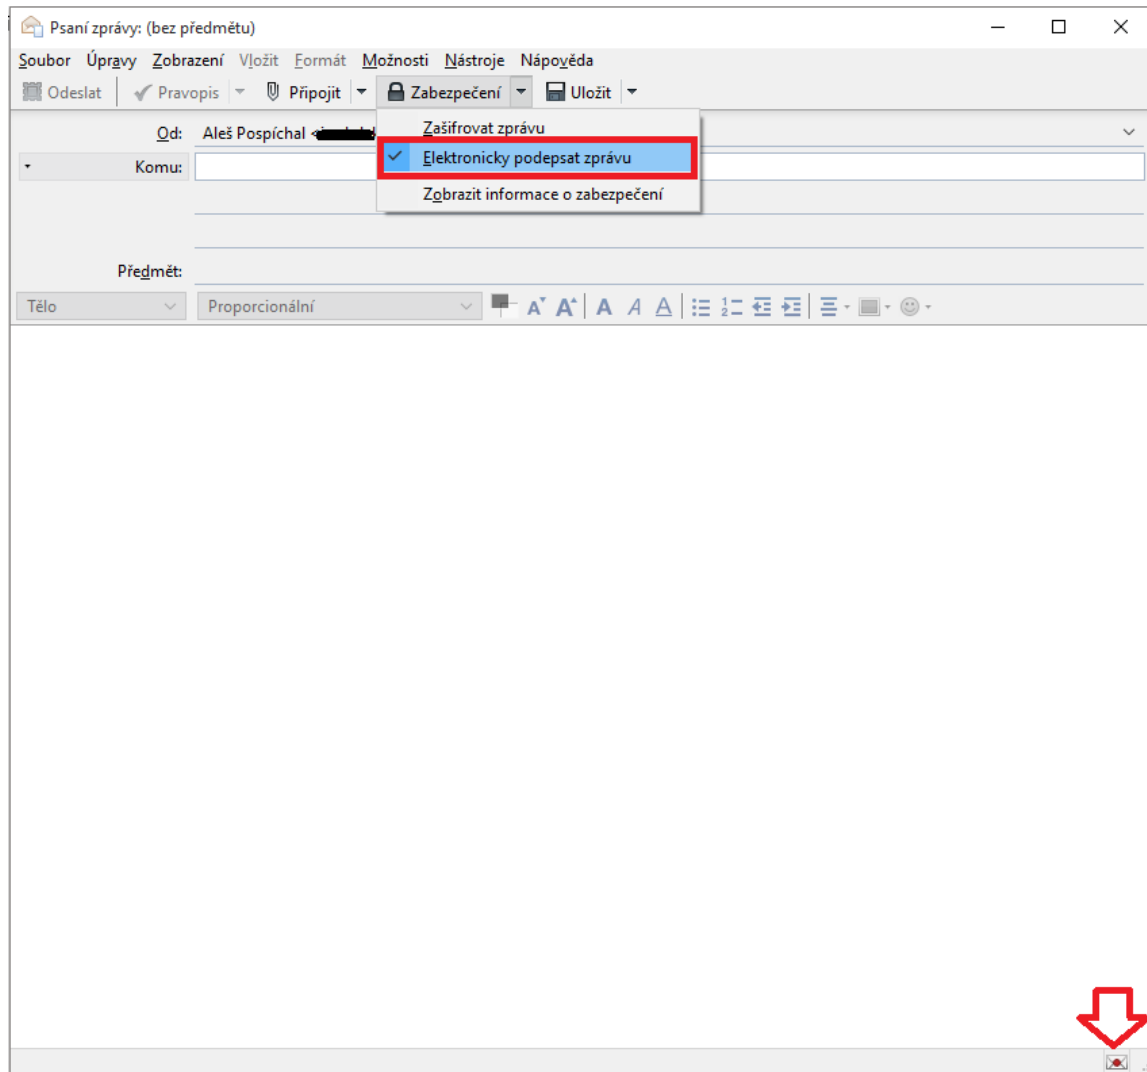 Psaní zprávy: (bez předmětu)
Soubor Úpravy Zobrazení Vložit Formát Možnosti Nástroje Nápověda
Odeslat Pravopis Připojit Zabezpečení Uložit
Zašifrovat zprávu
Elektronicky podepsat zprávu
Zobrazit informace o zabezpečení
Od: Aleš Pospíchal
Komu:
Předmět:
Tělo Proporcionální